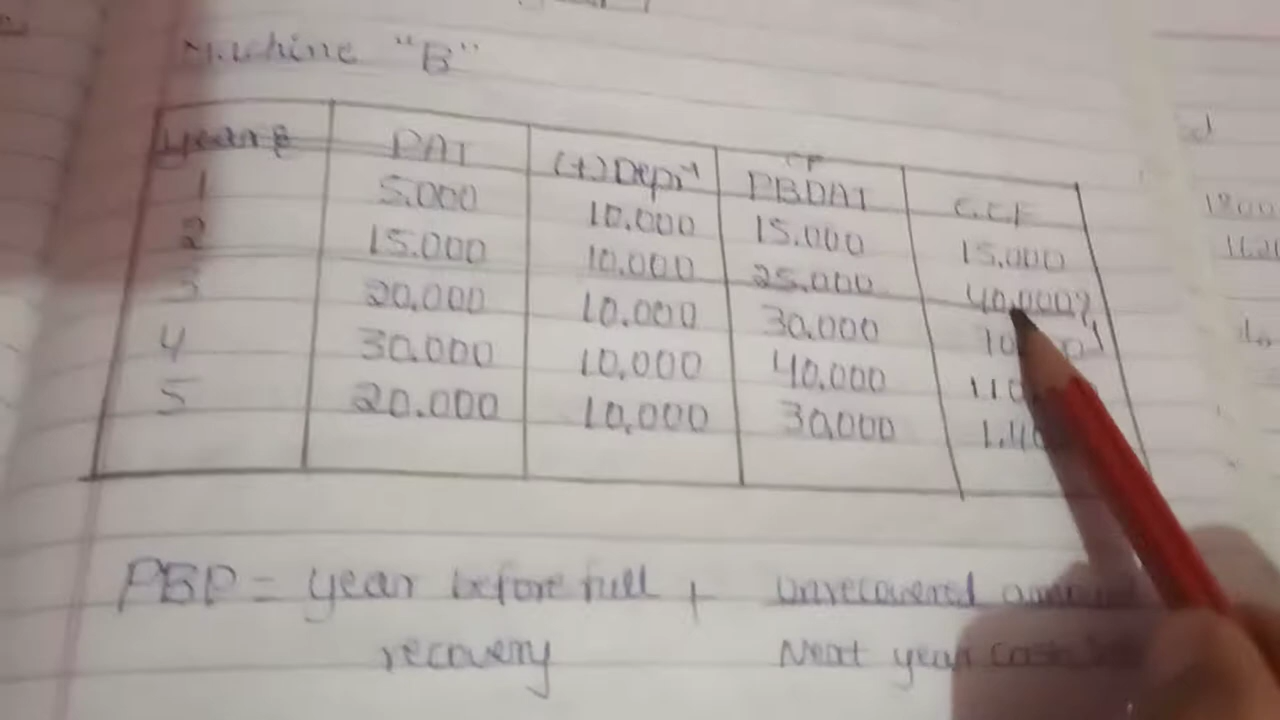 Machine "B"
years PAT (+) Depn CF PBDAT C.C.F
1 5.000 10.000 15.000 15.000
2 15.000 10.000 25.000 40.000
3 20,000 10.000 30.000
4 30.000 10,000 40.000
5 20.000 10,000 30,000
PBP = year before full + Unrecovered
recovery Next year